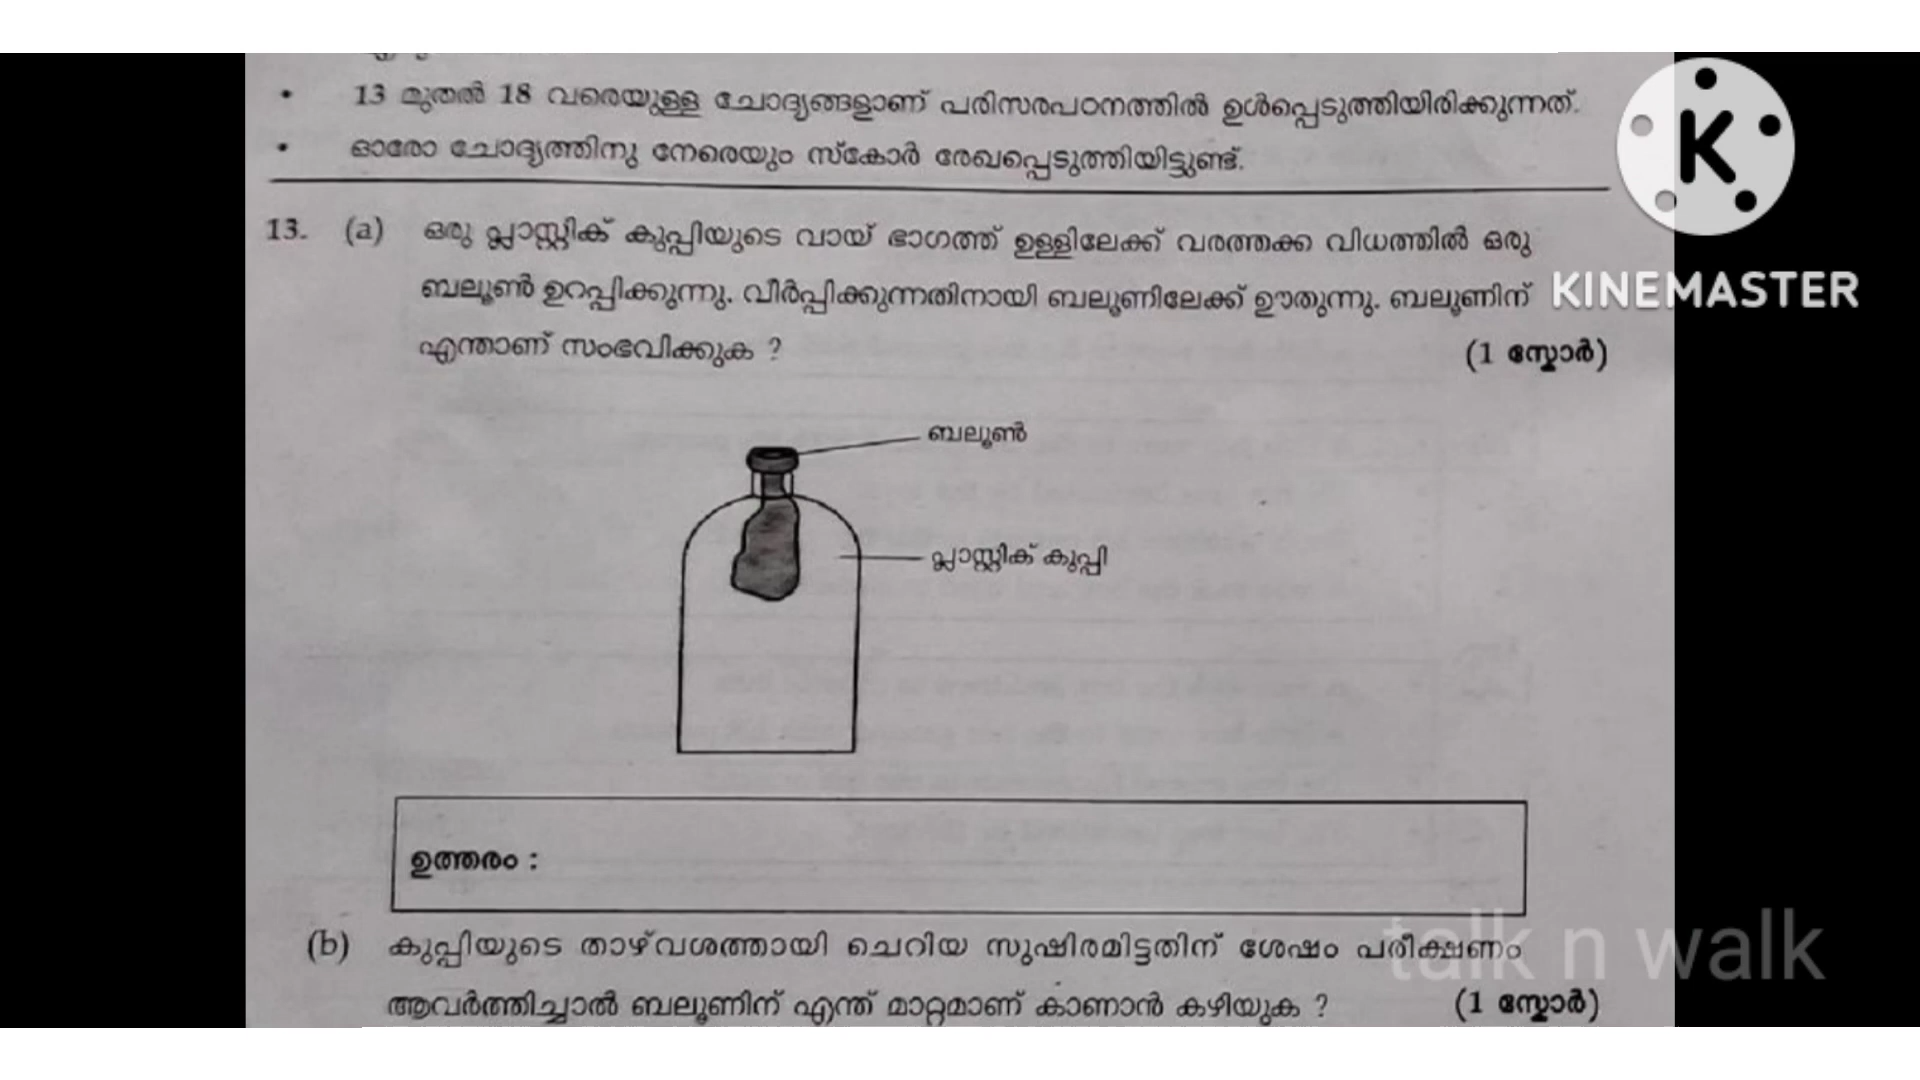 • 13 മുതൽ 18 വരെയുള്ള ചോദ്യങ്ങളാണ് പരിസരപഠനത്തിൽ ഉൾപ്പെടുത്തിയിരിക്കുന്നത്.
• ഓരോ ചോദ്യത്തിനു നേരെയും സ്കോർ രേഖപ്പെടുത്തിയിട്ടുണ്ട്.
K
KINEMASTER
13. (a) ഒരു പ്ലാസ്റ്റിക് കുപ്പിയുടെ വായ് ഭാഗത്ത് ഉള്ളിലേക്ക് വരത്തക്ക വിധത്തിൽ ഒരു
ബലൂൺ ഉറപ്പിക്കുന്നു. വീർപ്പിക്കുന്നതിനായി ബലൂണിലേക്ക് ഊതുന്നു. ബലൂണിന്
എന്താണ് സംഭവിക്കുക ? (1 സ്കോർ)
ബലൂൺ
പ്ലാസ്റ്റിക് കുപ്പി
ഉത്തരം :
(b) കുപ്പിയുടെ താഴ്‌വശത്തായി ചെറിയ സുഷിരമിട്ടതിന് ശേഷം പരീക്ഷണം
ആവർത്തിച്ചാൽ ബലൂണിന് എന്ത് മാറ്റമാണ് കാണാൻ കഴിയുക ? (1 സ്കോർ)
talk n walk